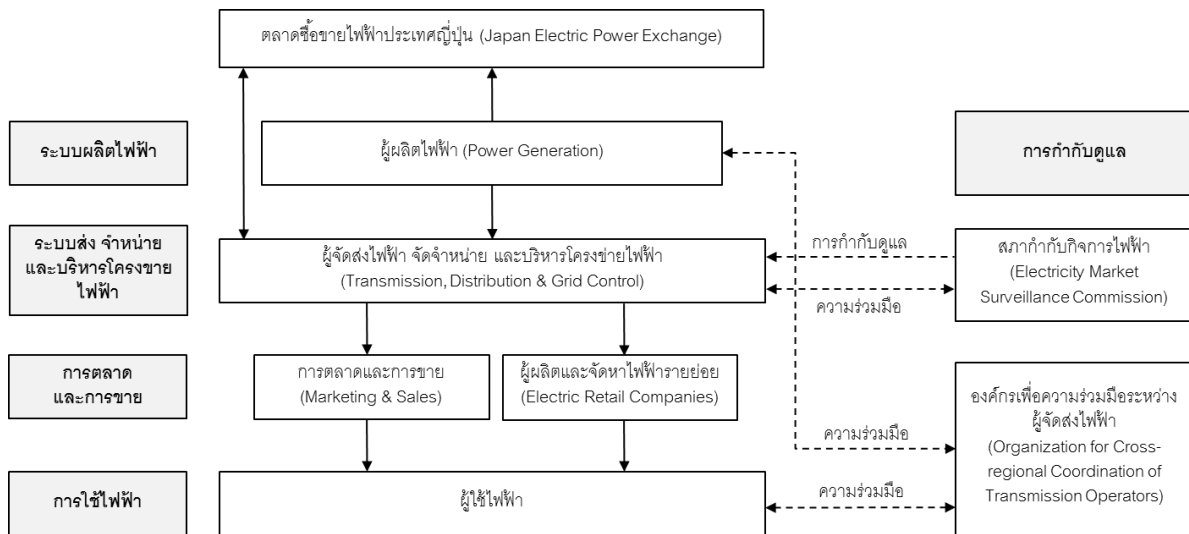 ตลาดซื้อขายไฟฟ้าประเทศญี่ปุ่น (Japan Electric Power Exchange)
ระบบผลิตไฟฟ้า
ผู้ผลิตไฟฟ้า (Power Generation)
การกำกับดูแล
ระบบส่ง จำหน่าย
และบริหารโครงขาย
ไฟฟ้า
ผู้จัดส่งไฟฟ้า จัดจำหน่าย และบริหารโครงข่ายไฟฟ้า
(Transmission, Distribution & Grid Control)
การกำกับดูแล
ความร่วมมือ
สภากำกับกิจการไฟฟ้า
(Electricity Market
Surveillance Commission)
การตลาด
และการขาย
การตลาดและการขาย
(Marketing & Sales)
ผู้ผลิตและจัดหาไฟฟ้ารายย่อย
(Electric Retail Companies)
ความร่วมมือ
องค์กรเพื่อความร่วมมือระหว่าง
ผู้จัดส่งไฟฟ้า
(Organization for Cross-
regional Coordination of
Transmission Operators)
การใช้ไฟฟ้า
ผู้ใช้ไฟฟ้า
ความร่วมมือ